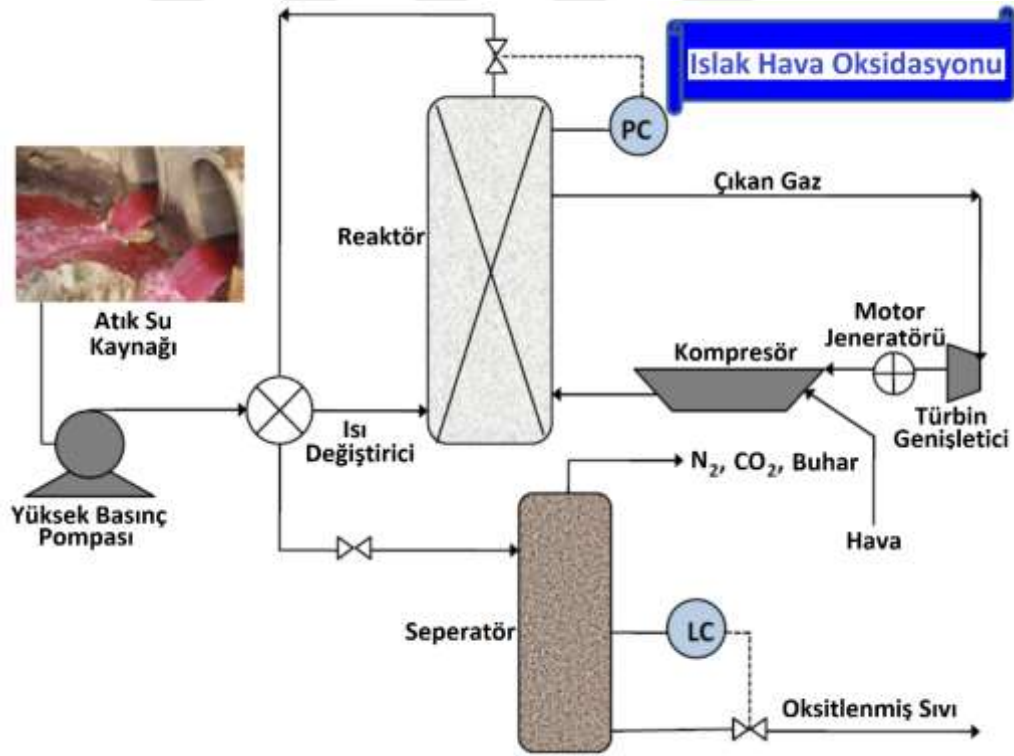 Islak Hava Oksidasyonu
PC
Çıkan Gaz
Reaktör
Atık Su
Kaynağı
Motor
Jeneratörü
Kompresör
Türbin
Genişletici
Isı
Değiştirici
N₂, CO₂, Buhar
Yüksek Basınç
Pompası
Hava
Seperatör
LC
Oksitlenmiş Sıvı